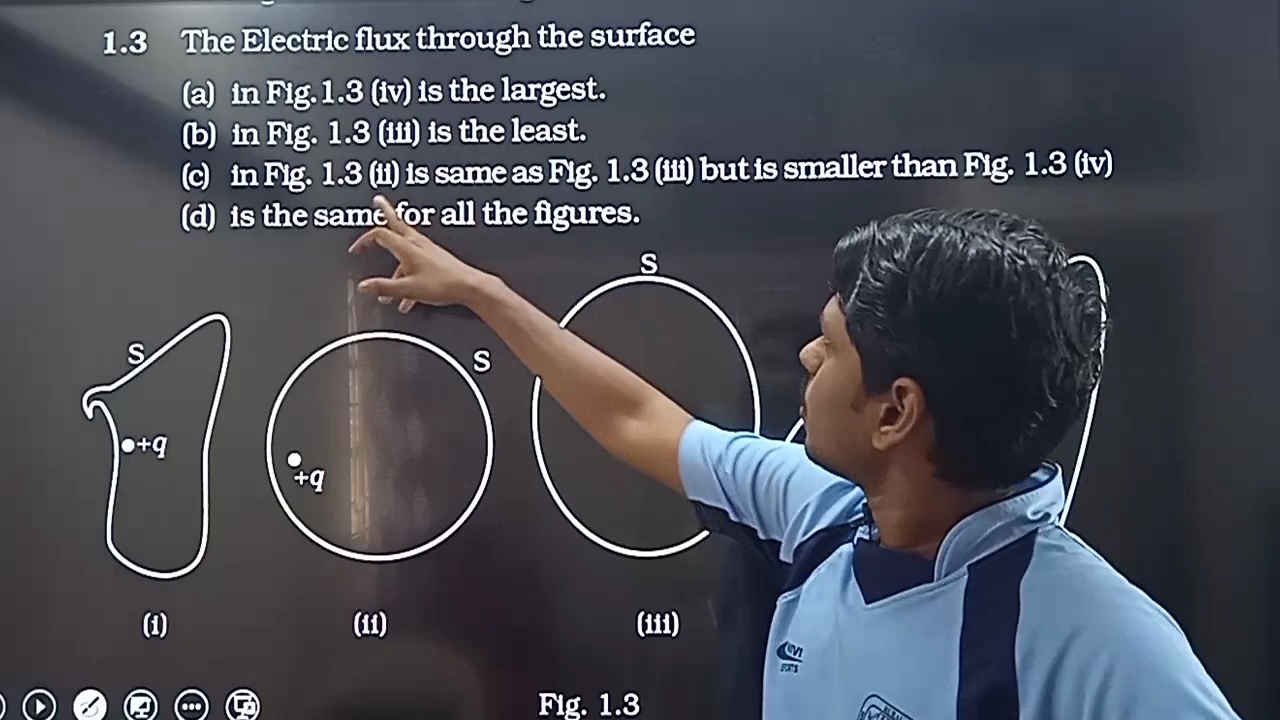 1.3 The Electric flux through the surface
(a) in Fig.1.3 (iv) is the largest.
(b) in Fig. 1.3 (iii) is the least.
(c) in Fig. 1.3 (ii) is same as Fig. 1.3 (iii) but is smaller than Fig. 1.3 (iv)
(d) is the same for all the figures.
S
S
S
+q
+q
(i) (ii) (iii)
Fig. 1.3
SPORTS